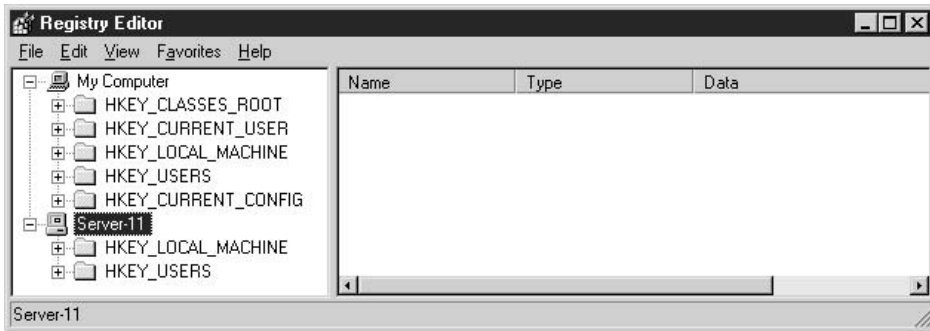 Registry Editor
File Edit View Favorites Help
My Computer
HKEY_CLASSES_ROOT
HKEY_CURRENT_USER
HKEY_LOCAL_MACHINE
HKEY_USERS
HKEY_CURRENT_CONFIG
Server-11
HKEY_LOCAL_MACHINE
HKEY_USERS
Name Type Data
Server-11